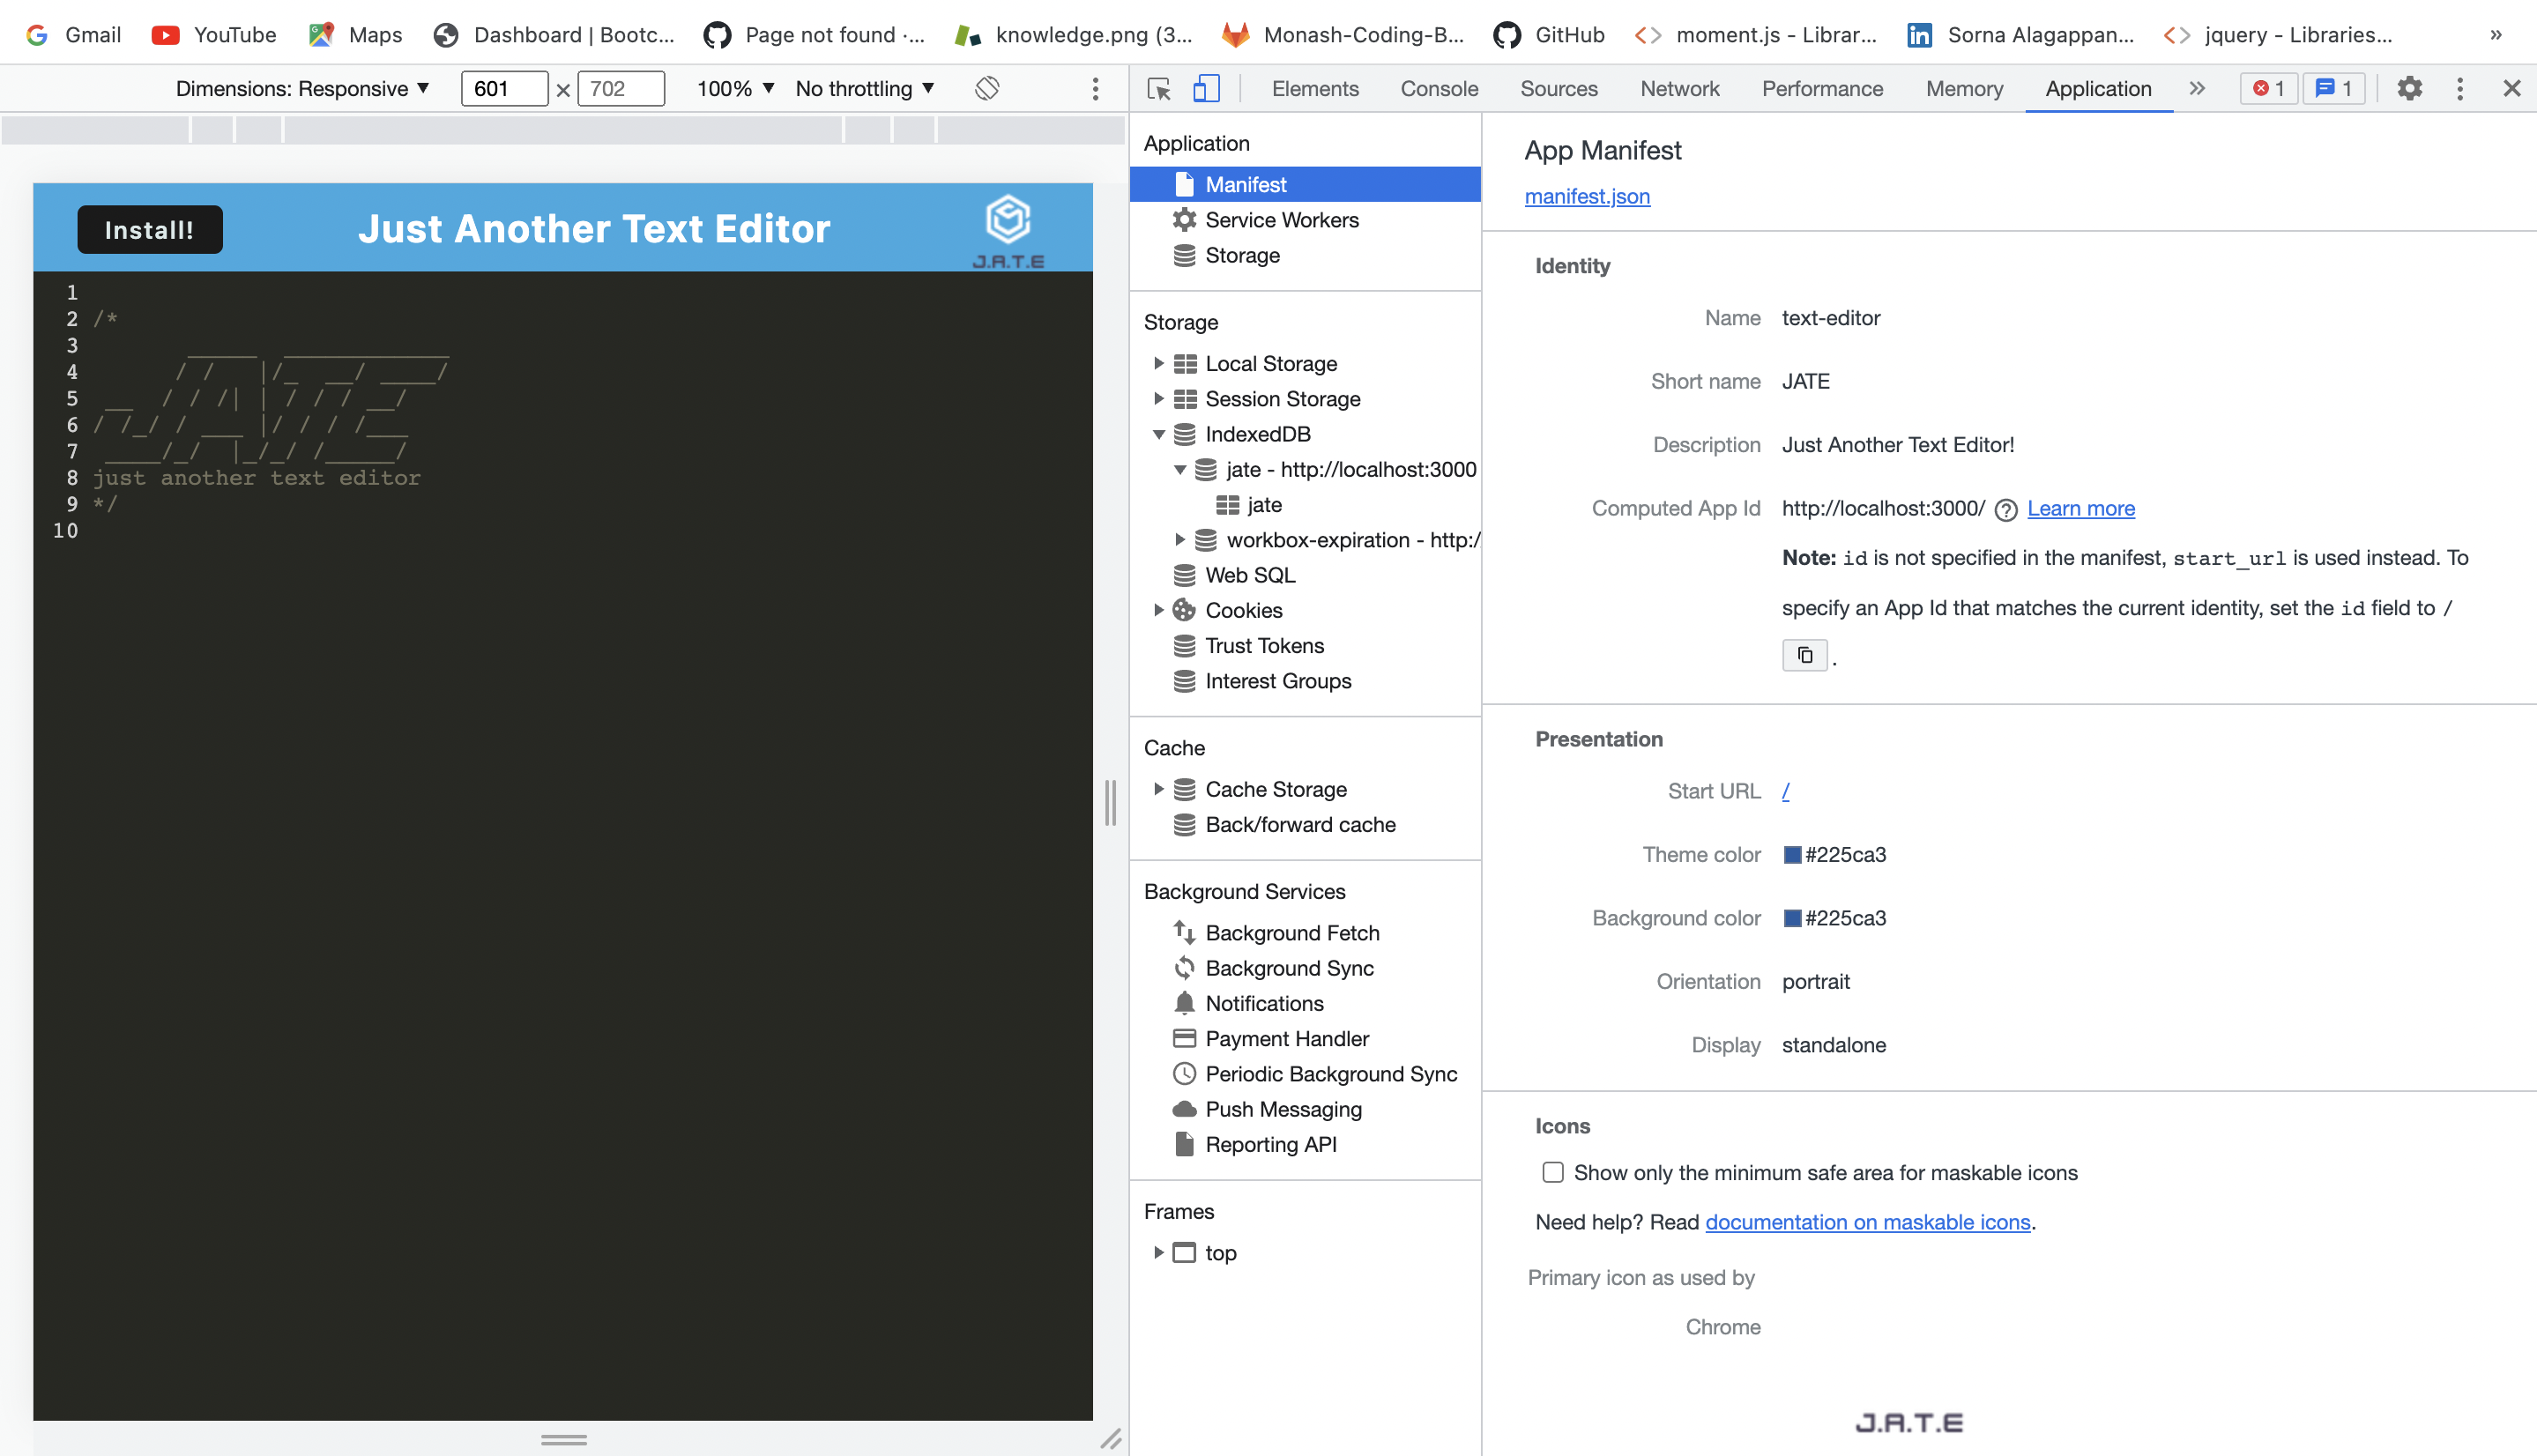 Gmail YouTube Maps Dashboard | Bootc... Page not found ·... knowledge.png (3... Monash-Coding-B... GitHub moment.js - Librar... Sorna Alagappan... jquery - Libraries... »
Dimensions: Responsive ▼ 601 × 702 100% ▼ No throttling ▼
Elements Console Sources Network Performance Memory Application » 1 1
Install! Just Another Text Editor J.A.T.E
1
2 /*
3      _____  ____________
4       / /    |/_  __/ ____/
5  __  / / /| | / / / __/
6 / /_/ / ___ |/ / / /___
7  ____/_/  |_/_/ /_____/
8 just another text editor
9 */
10
Application
Manifest
Service Workers
Storage
Storage
Local Storage
Session Storage
IndexedDB
jate - http://localhost:3000
jate
workbox-expiration - http:/
Web SQL
Cookies
Trust Tokens
Interest Groups
Cache
Cache Storage
Back/forward cache
Background Services
Background Fetch
Background Sync
Notifications
Payment Handler
Periodic Background Sync
Push Messaging
Reporting API
Frames
top
App Manifest
manifest.json
Identity
Name text-editor
Short name JATE
Description Just Another Text Editor!
Computed App Id http://localhost:3000/ Learn more
Note: id is not specified in the manifest, start_url is used instead. To
specify an App Id that matches the current identity, set the id field to /
.
Presentation
Start URL /
Theme color #225ca3
Background color #225ca3
Orientation portrait
Display standalone
Icons
Show only the minimum safe area for maskable icons
Need help? Read documentation on maskable icons.
Primary icon as used by
Chrome
J.A.T.E